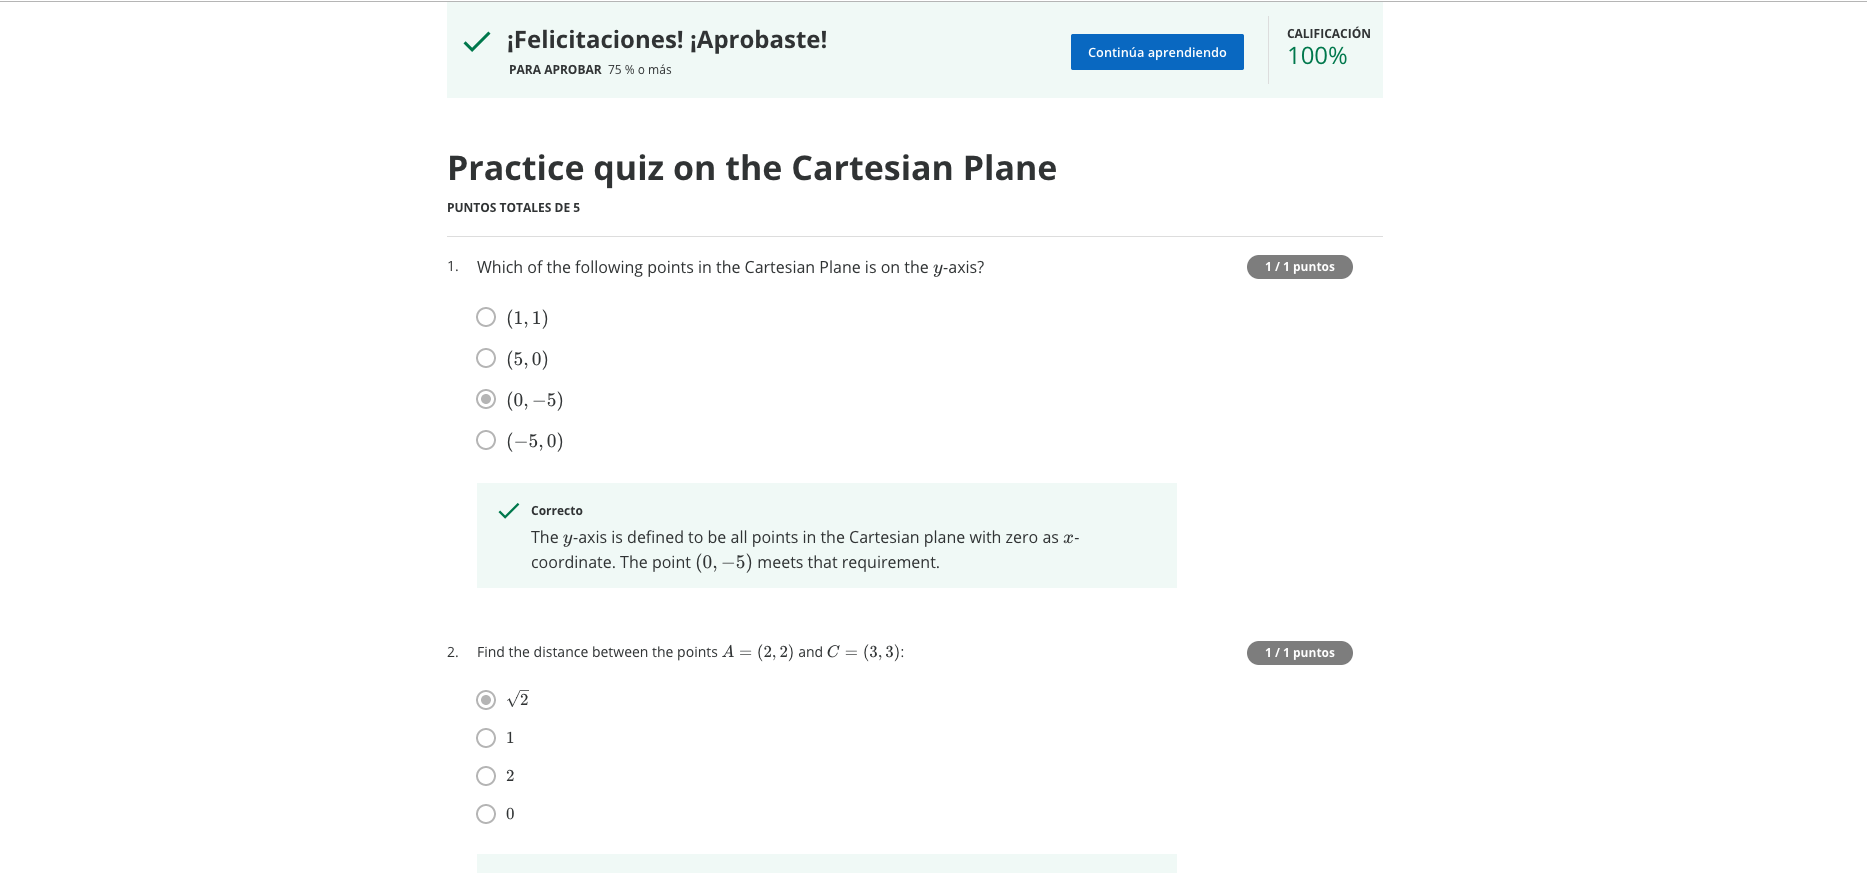 ¡Felicitaciones! ¡Aprobaste!
PARA APROBAR 75 % o más
Continúa aprendiendo
CALIFICACIÓN
100%
Practice quiz on the Cartesian Plane
PUNTOS TOTALES DE 5
1. Which of the following points in the Cartesian Plane is on the y-axis?
1 / 1 puntos
(1, 1)
(5, 0)
(0, −5)
(−5, 0)
Correcto
The y-axis is defined to be all points in the Cartesian plane with zero as x-
coordinate. The point (0, −5) meets that requirement.
2. Find the distance between the points A = (2, 2) and C = (3, 3):
1 / 1 puntos
√2
1
2
0